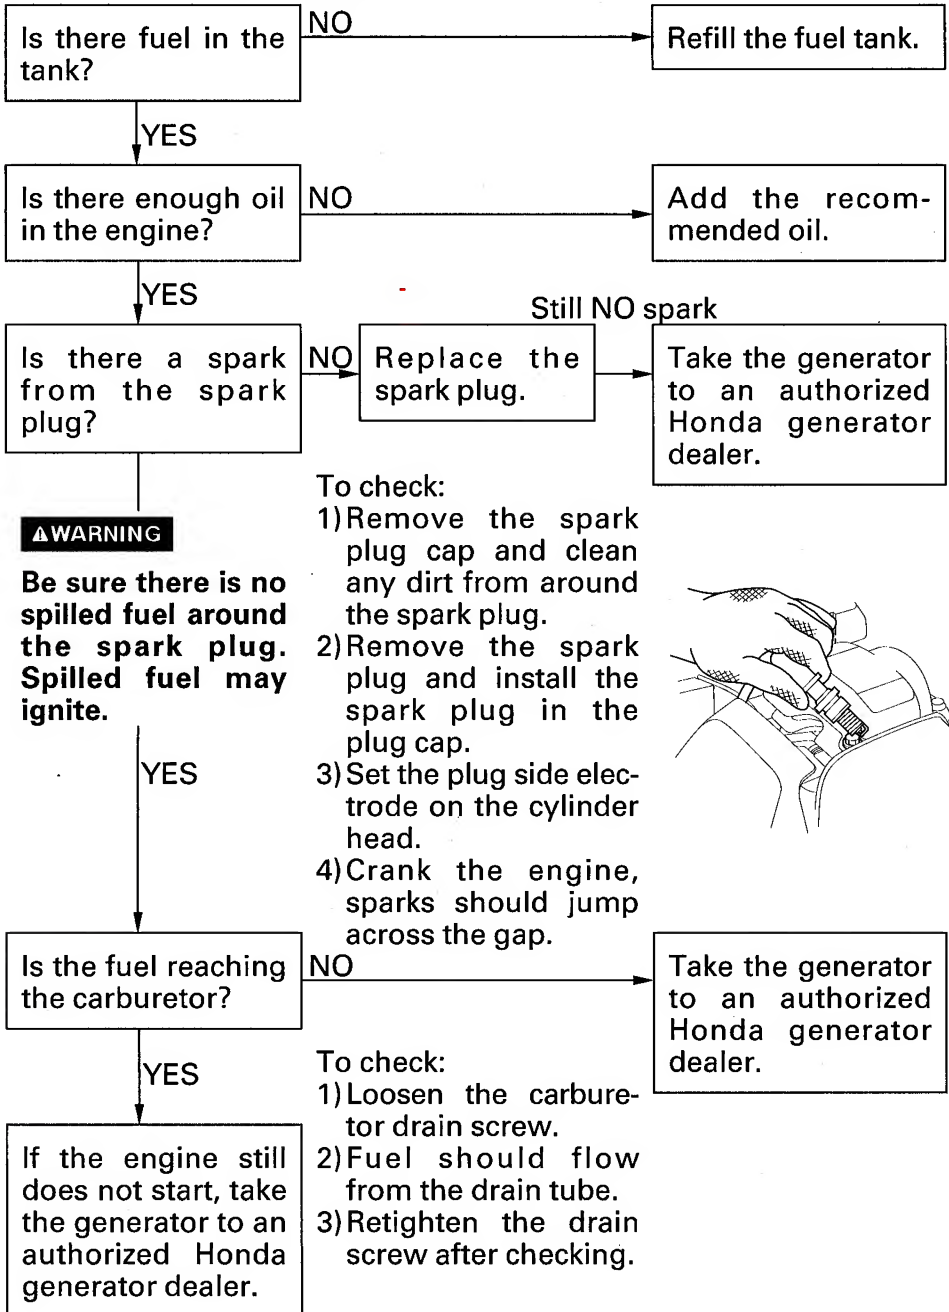 Is there fuel in the
tank?
NO
Refill the fuel tank.
YES
Is there enough oil
in the engine?
NO
Add the recom-
mended oil.
YES
Still NO spark
Is there a spark
from the spark
plug?
NO
Replace the
spark plug.
Take the generator
to an authorized
Honda generator
dealer.
WARNING
Be sure there is no
spilled fuel around
the spark plug.
Spilled fuel may
ignite.
To check:
1) Remove the spark
plug cap and clean
any dirt from around
the spark plug.
2) Remove the spark
plug and install the
spark plug in the
plug cap.
3) Set the plug side elec-
trode on the cylinder
head.
4) Crank the engine,
sparks should jump
across the gap.
YES
Is the fuel reaching
the carburetor?
NO
Take the generator
to an authorized
Honda generator
dealer.
YES
To check:
1) Loosen the carbure-
tor drain screw.
2) Fuel should flow
from the drain tube.
3) Retighten the drain
screw after checking.
If the engine still
does not start, take
the generator to an
authorized Honda
generator dealer.